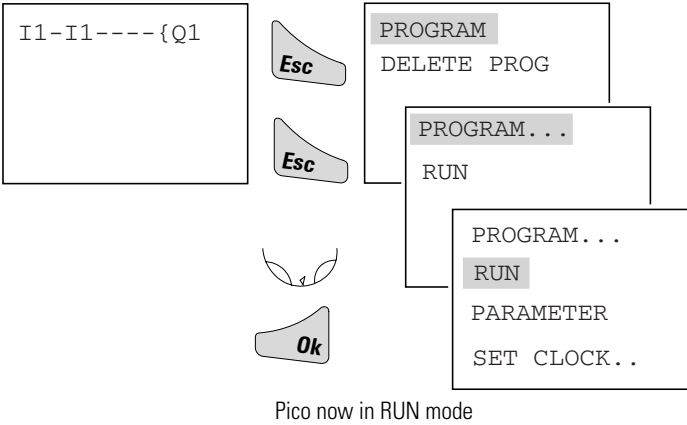 I1-I1----{Q1
Esc
PROGRAM
DELETE PROG
Esc
PROGRAM...
RUN
PROGRAM...
RUN
PARAMETER
SET CLOCK..
Ok
Pico now in RUN mode